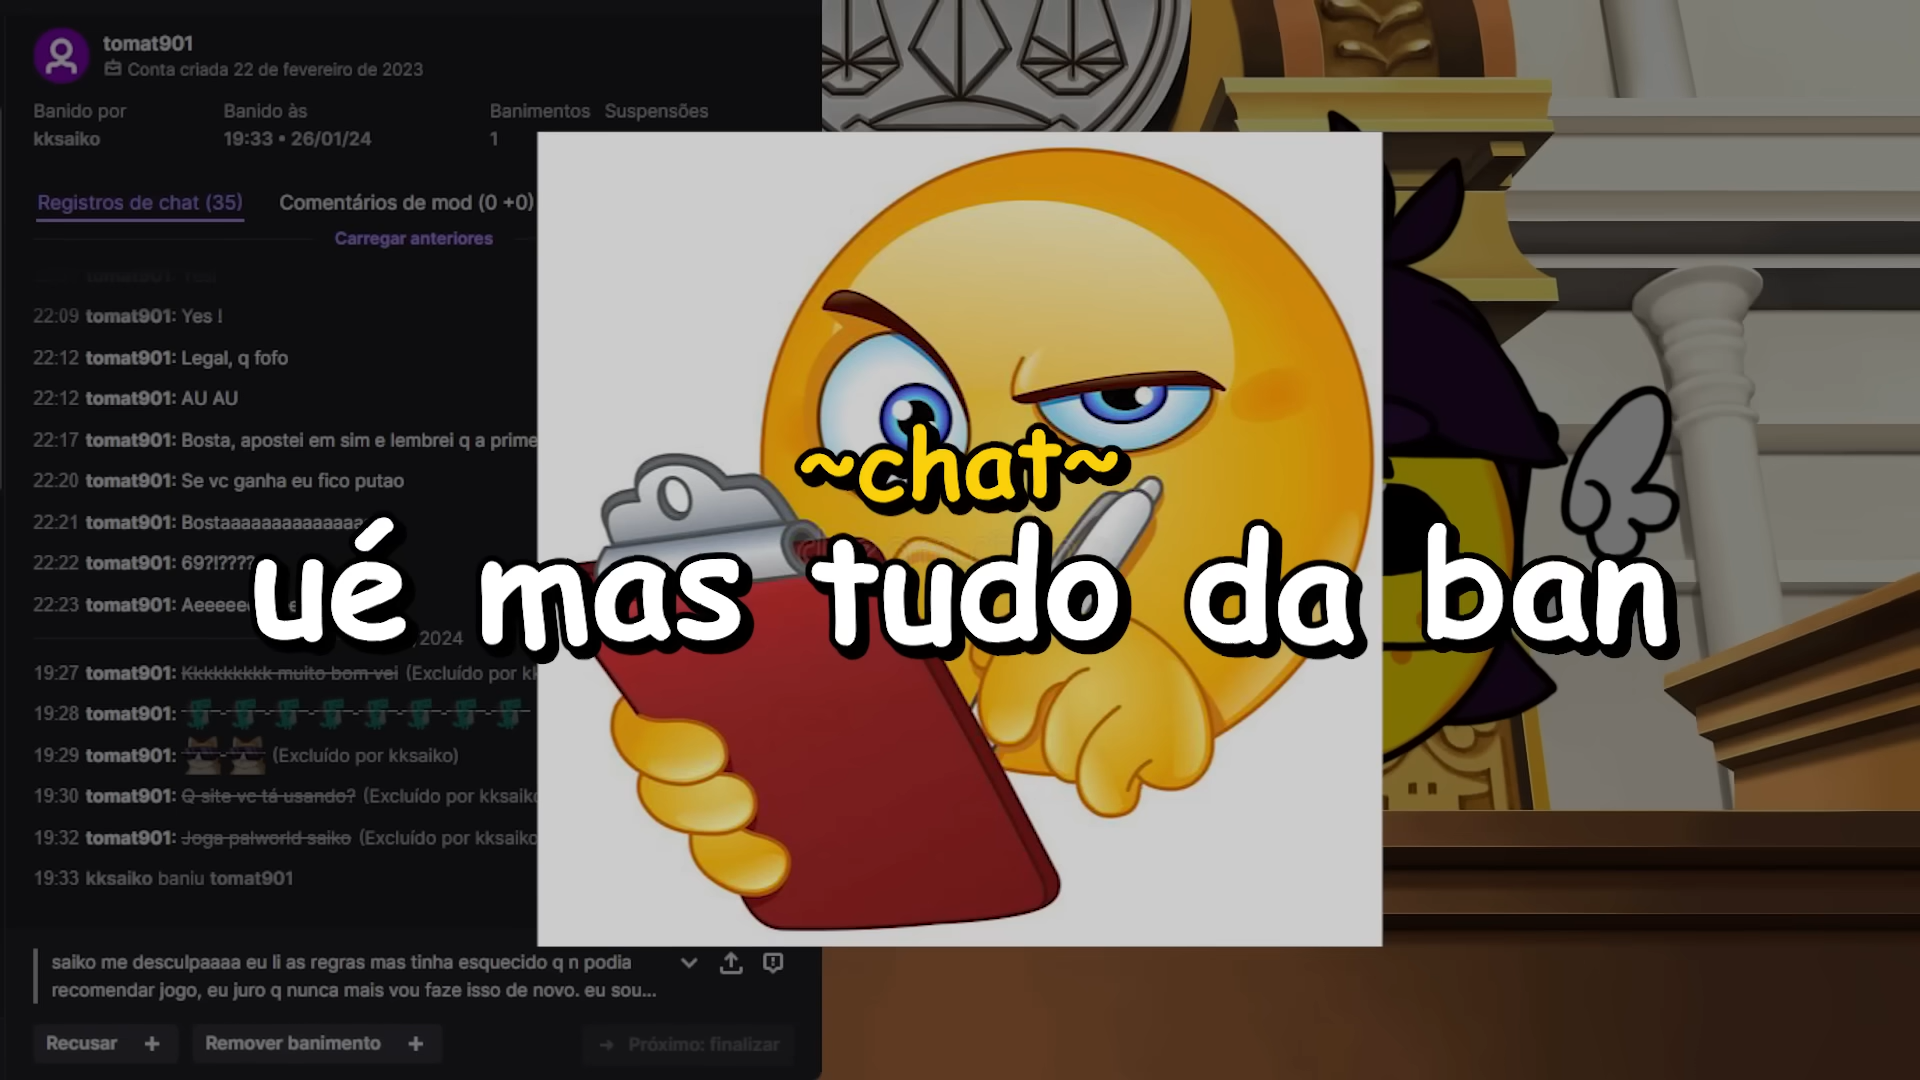 tomat901
Conta criada 22 de fevereiro de 2023
Banido por
kksaiko
Banido às
19:33 • 26/01/24
Banimentos
1
Suspensões
Registros de chat (35)
Comentários de mod (0 +0)
Carregar anteriores
tomat901: Yes!
22:09 tomat901: Yes !
22:12 tomat901: Legal, q fofo
22:12 tomat901: AU AU
22:17 tomat901: Bosta, apostei em sim e lembrei q a prime
22:20 tomat901: Se vc ganha eu fico putao
22:21 tomat901: Bostaaaaaaaaaaaaaa
22:22 tomat901: 69?!????
22:23 tomat901: Aeeeee
2024
19:27 tomat901: Kkkkkkkkk muito bom vei (Excluído por kk
19:28 tomat901:
19:29 tomat901: (Excluído por kksaiko)
19:30 tomat901: Q site vc tá usando? (Excluído por kksaiko
19:32 tomat901: Joga palworld saiko (Excluído por kksaiko
19:33 kksaiko baniu tomat901
~chat~
ué mas tudo da ban
saiko me desculpaaaa eu li as regras mas tinha esquecido q n podia
recomendar jogo, eu juro q nunca mais vou faze isso de novo. eu sou...
Recusar +
Remover banimento +
Próximo: finalizar